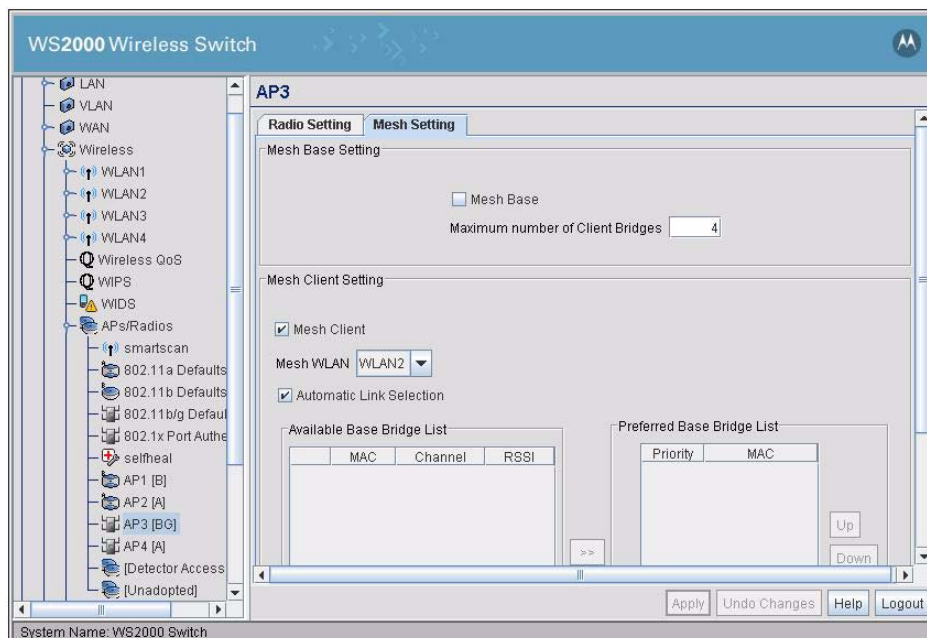 WS2000 Wireless Switch
LAN
VLAN
WAN
Wireless
WLAN1
WLAN2
WLAN3
WLAN4
Wireless QoS
WIPS
WIDS
APs/Radios
smartscan
802.11a Defaults
802.11b Defaults
802.11b/g Defaul
802.1x Port Authe
selfheal
AP1 [B]
AP2 [A]
AP3 [BG]
AP4 [A]
[Detector Access
[Unadopted]
AP3
Radio Setting Mesh Setting
Mesh Base Setting
Mesh Base
Maximum number of Client Bridges 4
Mesh Client Setting
Mesh Client
Mesh WLAN WLAN2
Automatic Link Selection
Available Base Bridge List
MAC Channel RSSI
>>
Preferred Base Bridge List
Priority MAC
Up
Down
Apply Undo Changes Help Logout
System Name: WS2000 Switch